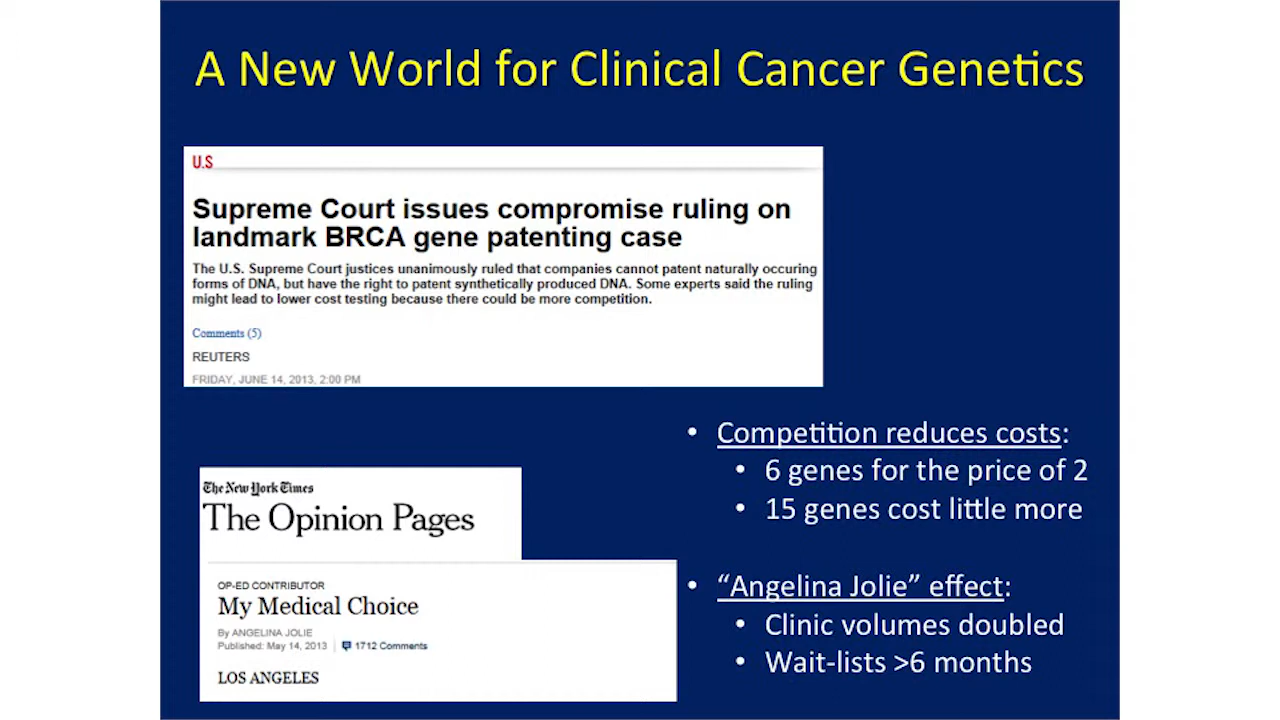 A New World for Clinical Cancer Genetics
U.S
Supreme Court issues compromise ruling on
landmark BRCA gene patenting case
The U.S. Supreme Court justices unanimously ruled that companies cannot patent naturally occuring
forms of DNA, but have the right to patent synthetically produced DNA. Some experts said the ruling
might lead to lower cost testing because there could be more competition.
Comments (5)
REUTERS
FRIDAY, JUNE 14, 2013, 2:00 PM
• Competition reduces costs:
• 6 genes for the price of 2
• 15 genes cost little more
The New York Times
The Opinion Pages
OP-ED CONTRIBUTOR
My Medical Choice
By ANGELINA JOLIE
Published: May 14, 2013 | 1712 Comments
LOS ANGELES
• “Angelina Jolie” effect:
• Clinic volumes doubled
• Wait-lists >6 months